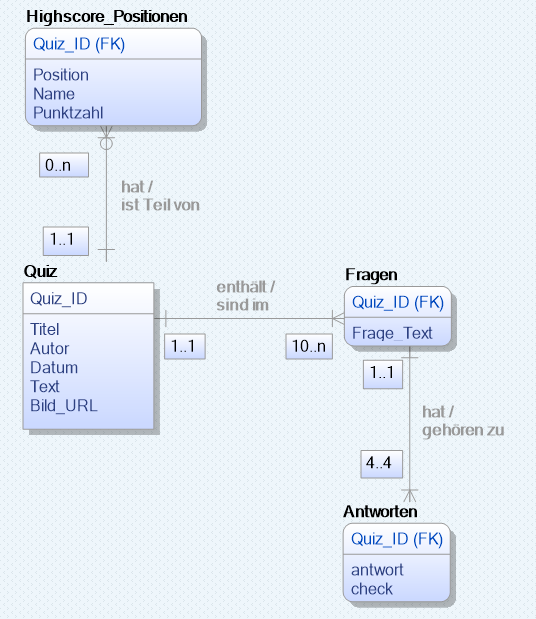 Highscore_Positionen
Quiz_ID (FK)
Position
Name
Punktzahl
0..n
hat /
ist Teil von
1..1
Quiz
Quiz_ID
Titel
Autor
Datum
Text
Bild_URL
enthält /
sind im
1..1
10..n
Fragen
Quiz_ID (FK)
Frage_Text
1..1
hat /
gehören zu
4..4
Antworten
Quiz_ID (FK)
antwort
check